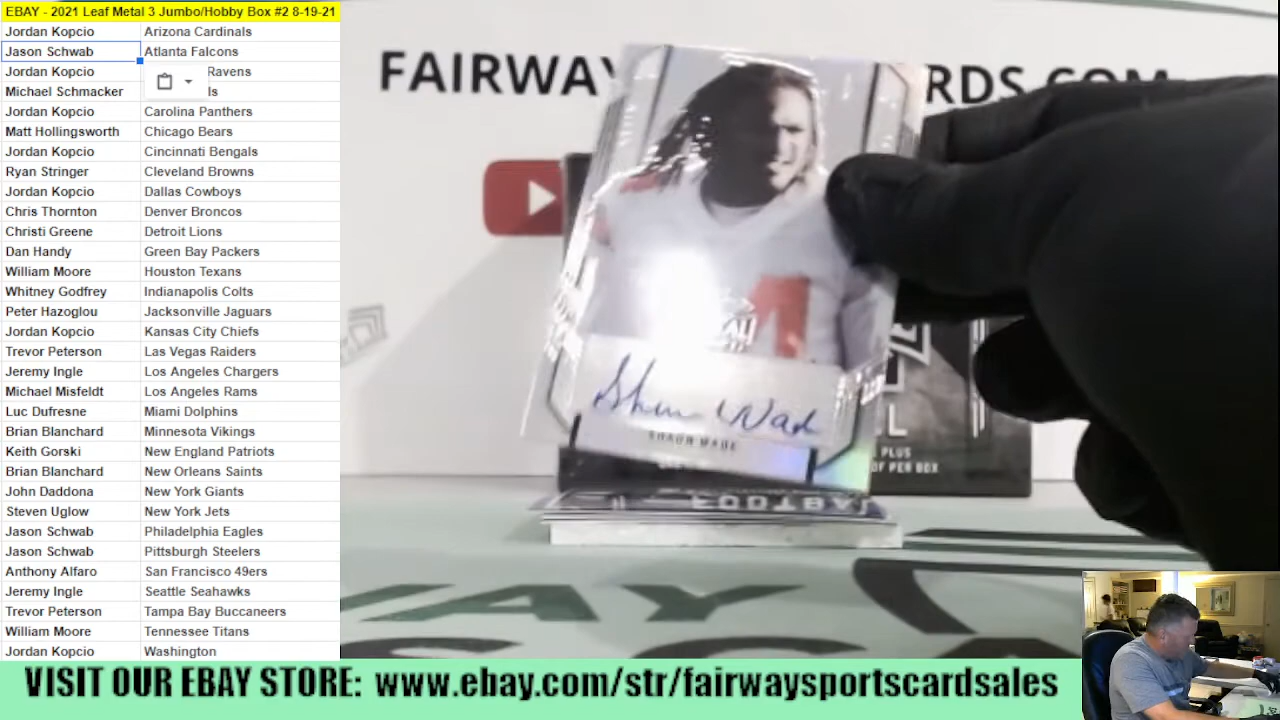 EBAY - 2021 Leaf Metal 3 Jumbo/Hobby Box #2 8-19-21
Jordan Kopcio Arizona Cardinals
Jason Schwab Atlanta Falcons
Jordan Kopcio Ravens
Michael Schmacker ls
Jordan Kopcio Carolina Panthers
Matt Hollingsworth Chicago Bears
Jordan Kopcio Cincinnati Bengals
Ryan Stringer Cleveland Browns
Jordan Kopcio Dallas Cowboys
Chris Thornton Denver Broncos
Christi Greene Detroit Lions
Dan Handy Green Bay Packers
William Moore Houston Texans
Whitney Godfrey Indianapolis Colts
Peter Hazoglou Jacksonville Jaguars
Jordan Kopcio Kansas City Chiefs
Trevor Peterson Las Vegas Raiders
Jeremy Ingle Los Angeles Chargers
Michael Misfeldt Los Angeles Rams
Luc Dufresne Miami Dolphins
Brian Blanchard Minnesota Vikings
Keith Gorski New England Patriots
Brian Blanchard New Orleans Saints
John Daddona New York Giants
Steven Uglow New York Jets
Jason Schwab Philadelphia Eagles
Jason Schwab Pittsburgh Steelers
Anthony Alfaro San Francisco 49ers
Jeremy Ingle Seattle Seahawks
Trevor Peterson Tampa Bay Buccaneers
William Moore Tennessee Titans
Jordan Kopcio Washington
FAIRWAY RDS.COM
Shaun Wade
SHAUN WADE
PLUS
OF PER BOX
FOOTBALL
WAY
VISIT OUR EBAY STORE: www.ebay.com/str/fairwaysportscardsales